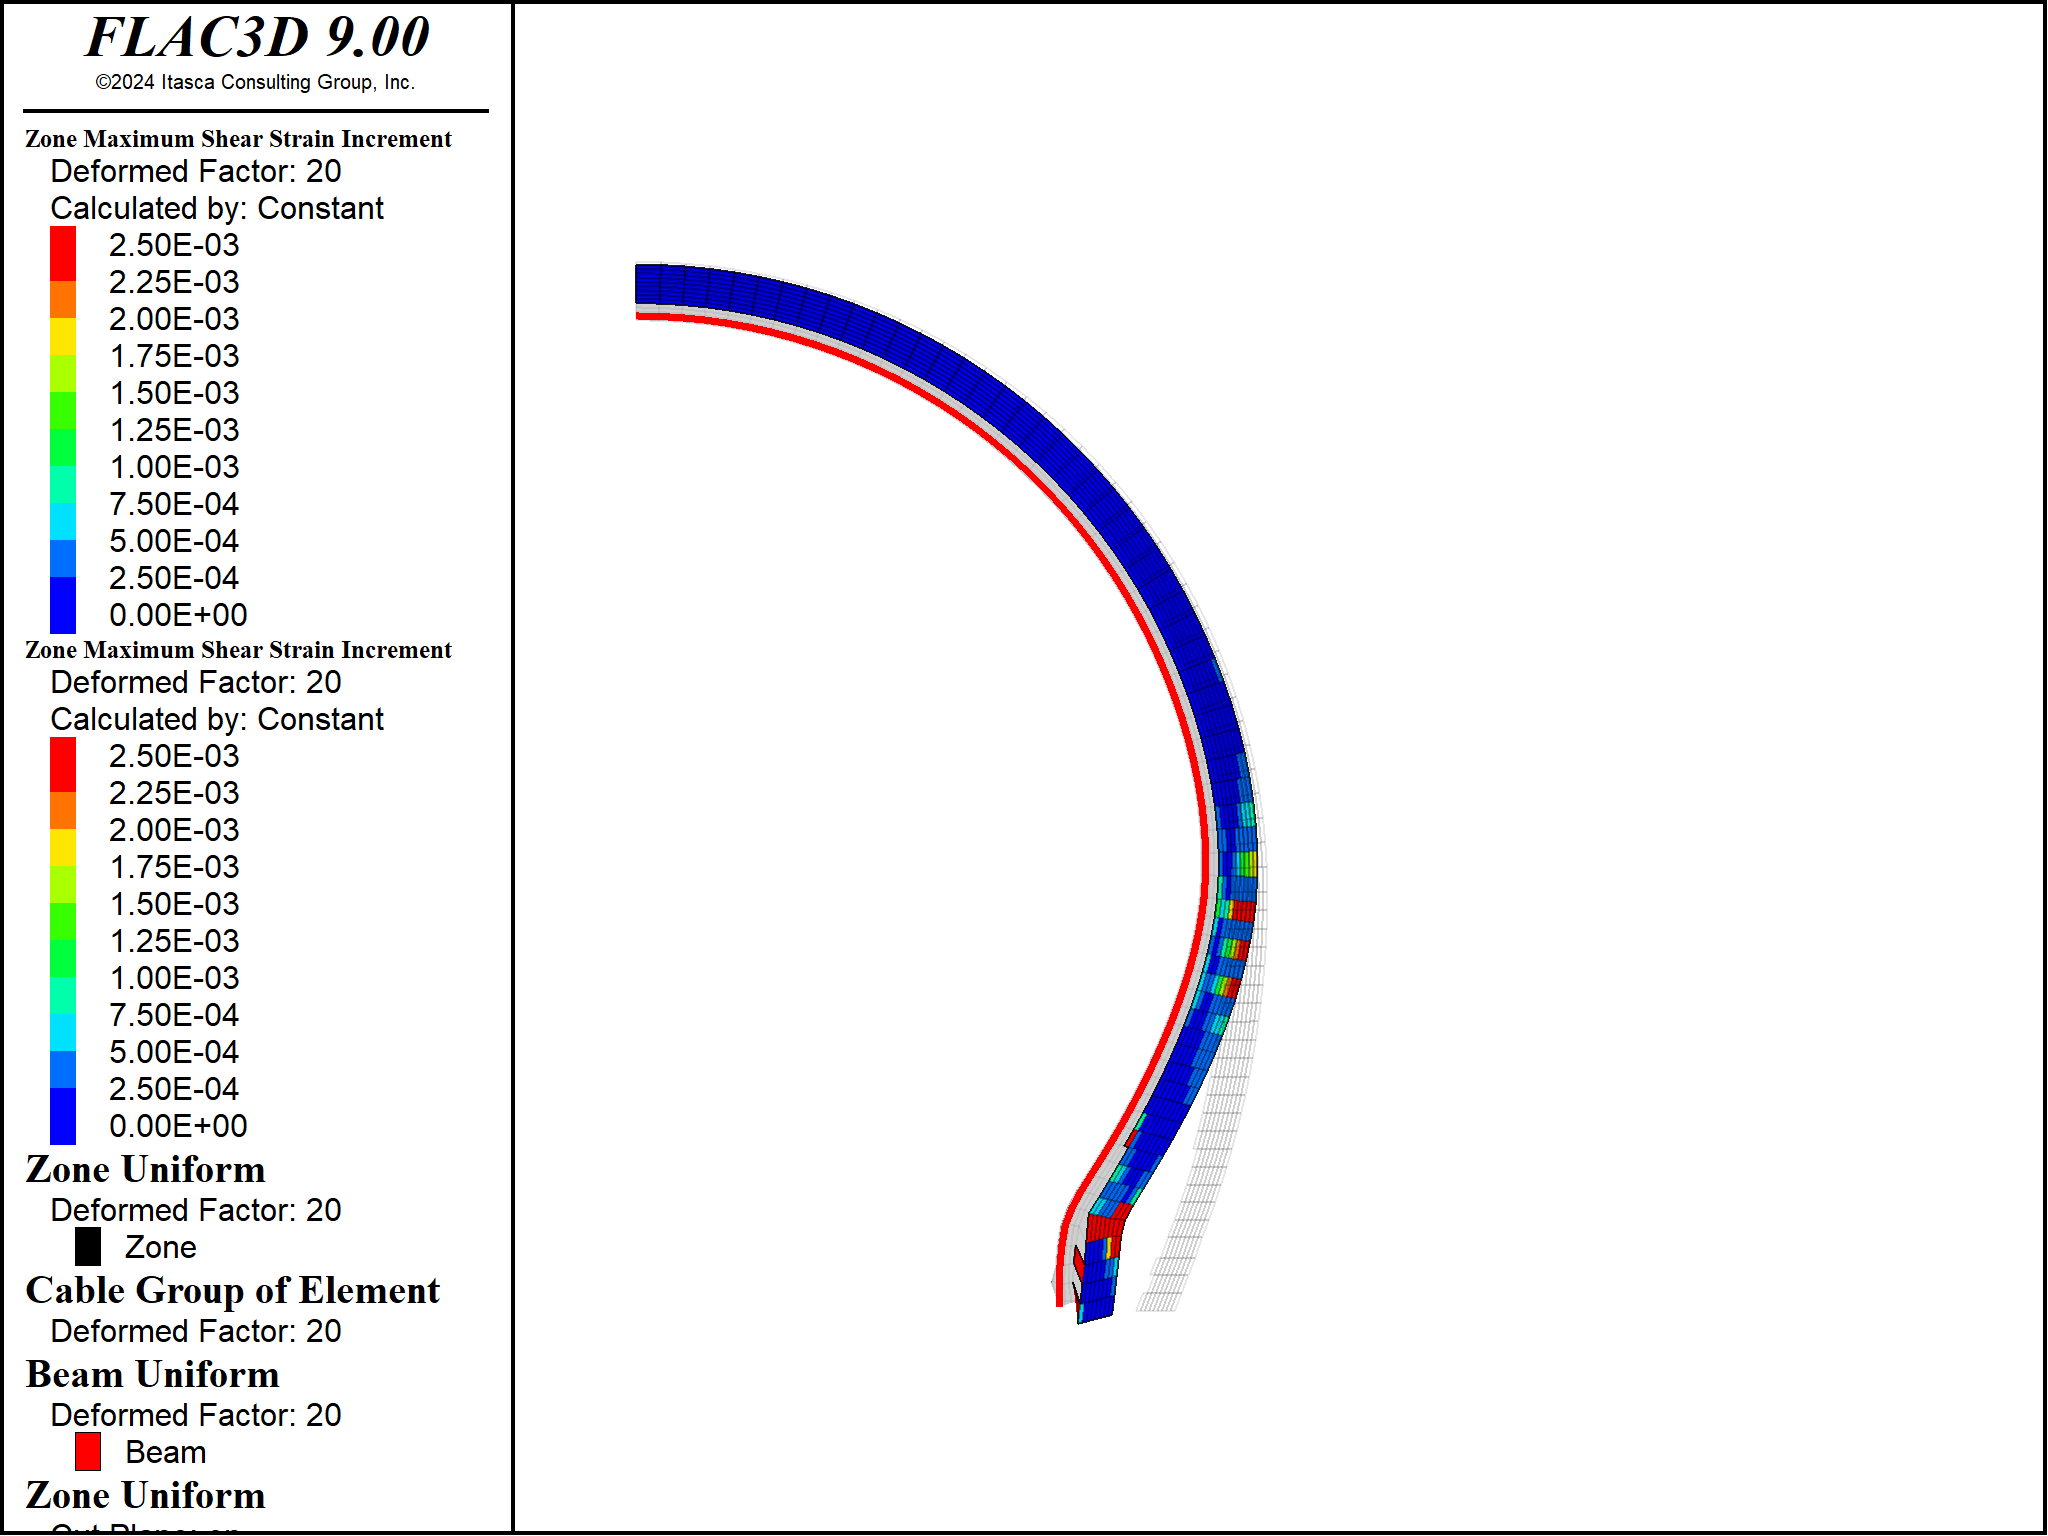 FLAC3D 9.00
©2024 Itasca Consulting Group, Inc.
Zone Maximum Shear Strain Increment
Deformed Factor: 20
Calculated by: Constant
2.50E-03
2.25E-03
2.00E-03
1.75E-03
1.50E-03
1.25E-03
1.00E-03
7.50E-04
5.00E-04
2.50E-04
0.00E+00
Zone Maximum Shear Strain Increment
Deformed Factor: 20
Calculated by: Constant
2.50E-03
2.25E-03
2.00E-03
1.75E-03
1.50E-03
1.25E-03
1.00E-03
7.50E-04
5.00E-04
2.50E-04
0.00E+00
Zone Uniform
Deformed Factor: 20
Zone
Cable Group of Element
Deformed Factor: 20
Beam Uniform
Deformed Factor: 20
Beam
Zone Uniform